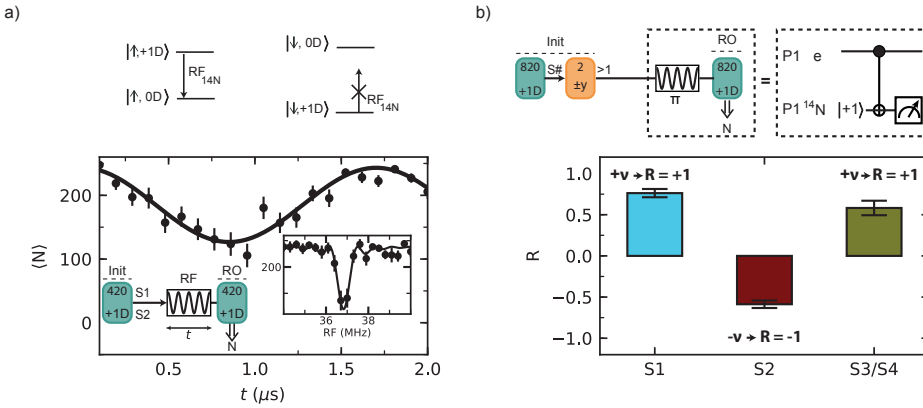 a)
|↑,+1D⟩
RF14N
|↑, 0D⟩
|↓, 0D⟩
RF14N
|↓,+1D⟩
⟨N⟩
200
100
0
Init
RF
RO
420
+1D
S1
S2
420
+1D
t
N
200
36
38
RF (MHz)
0.5
1.0
1.5
2.0
t (μs)
b)
Init
RO
820
+1D
S#
2
±y
>1
π
820
+1D
N
=
P1 e
P1 14N
|+1⟩
R
1.0
0.5
0.0
−0.5
−1.0
+ν → R = +1
-ν → R = -1
+ν → R = +1
S1
S2
S3/S4